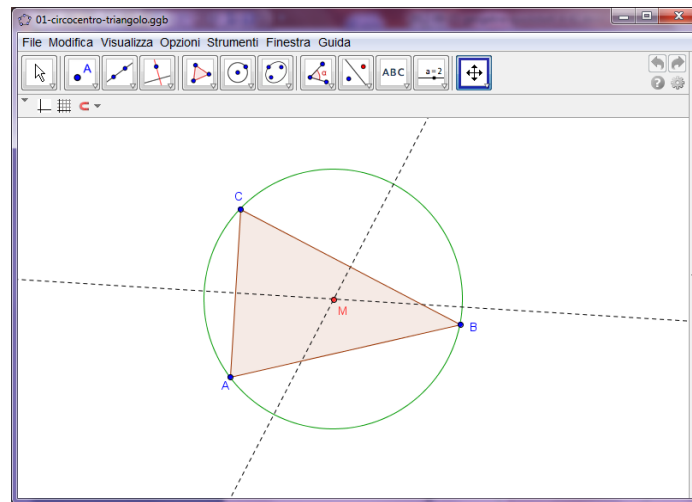 01-circocentro-triangolo.ggb
File Modifica Visualizza Opzioni Strumenti Finestra Guida
A
α
ABC
a=2
?
C
M
B
A